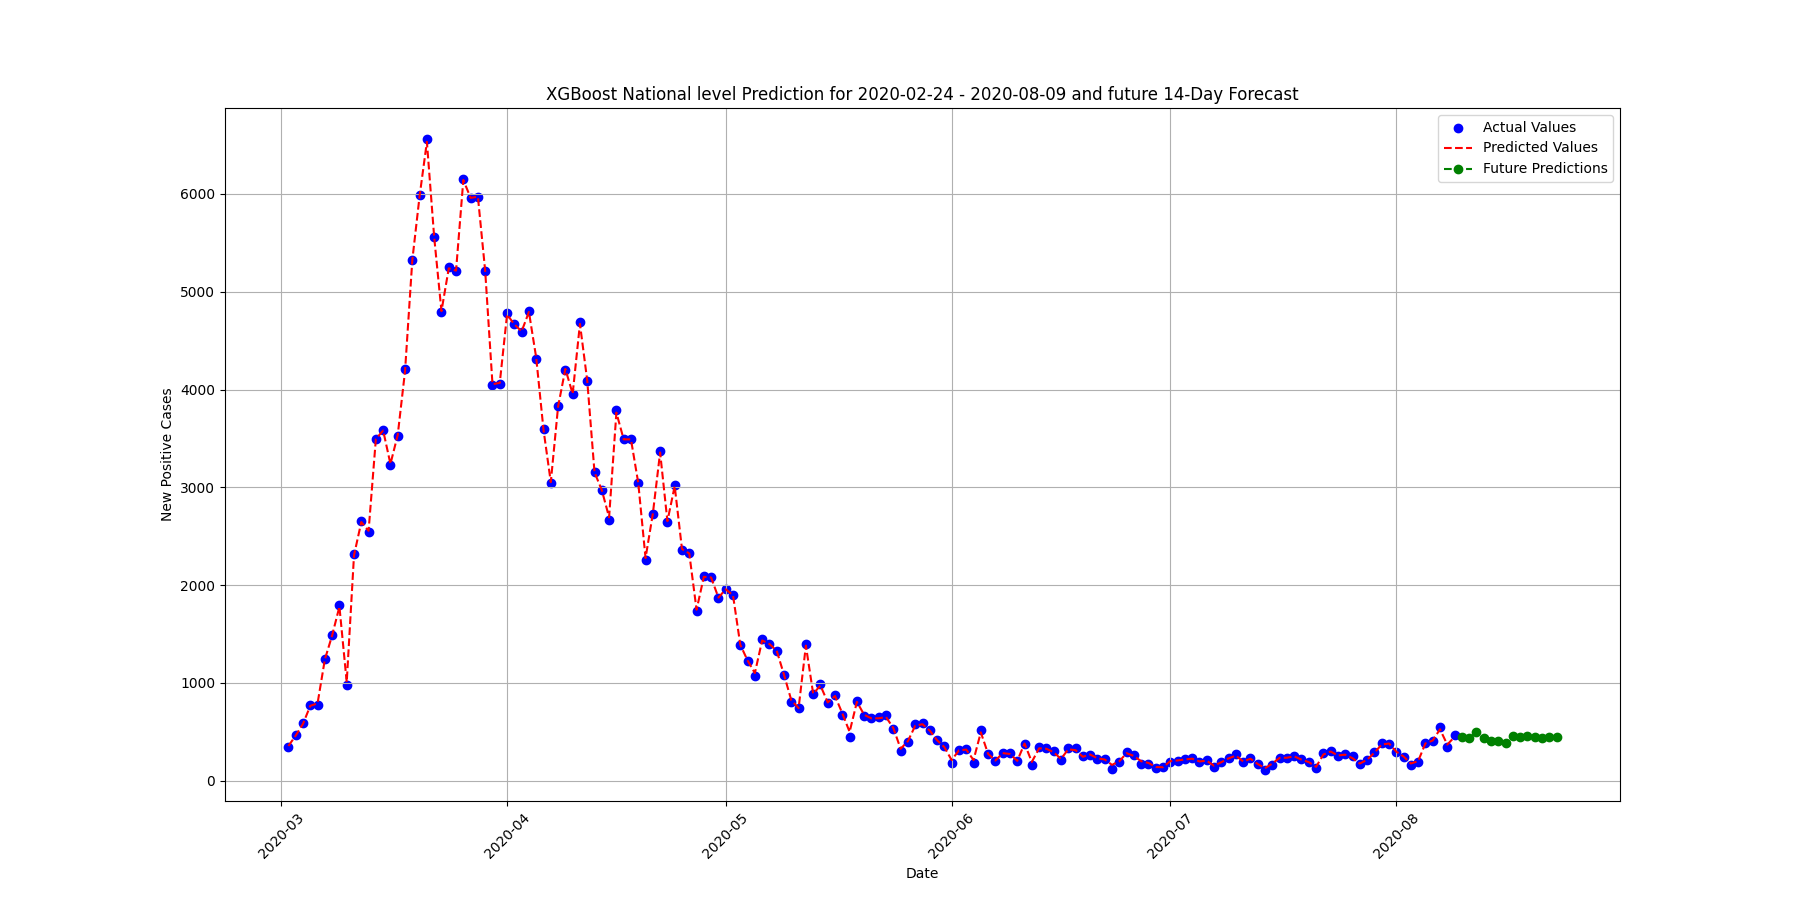 XGBoost National level Prediction for 2020-02-24 - 2020-08-09 and future 14-Day Forecast
Actual Values
Predicted Values
Future Predictions
New Positive Cases
6000
5000
4000
3000
2000
1000
0
2020-03
2020-04
2020-05
2020-06
2020-07
2020-08
Date